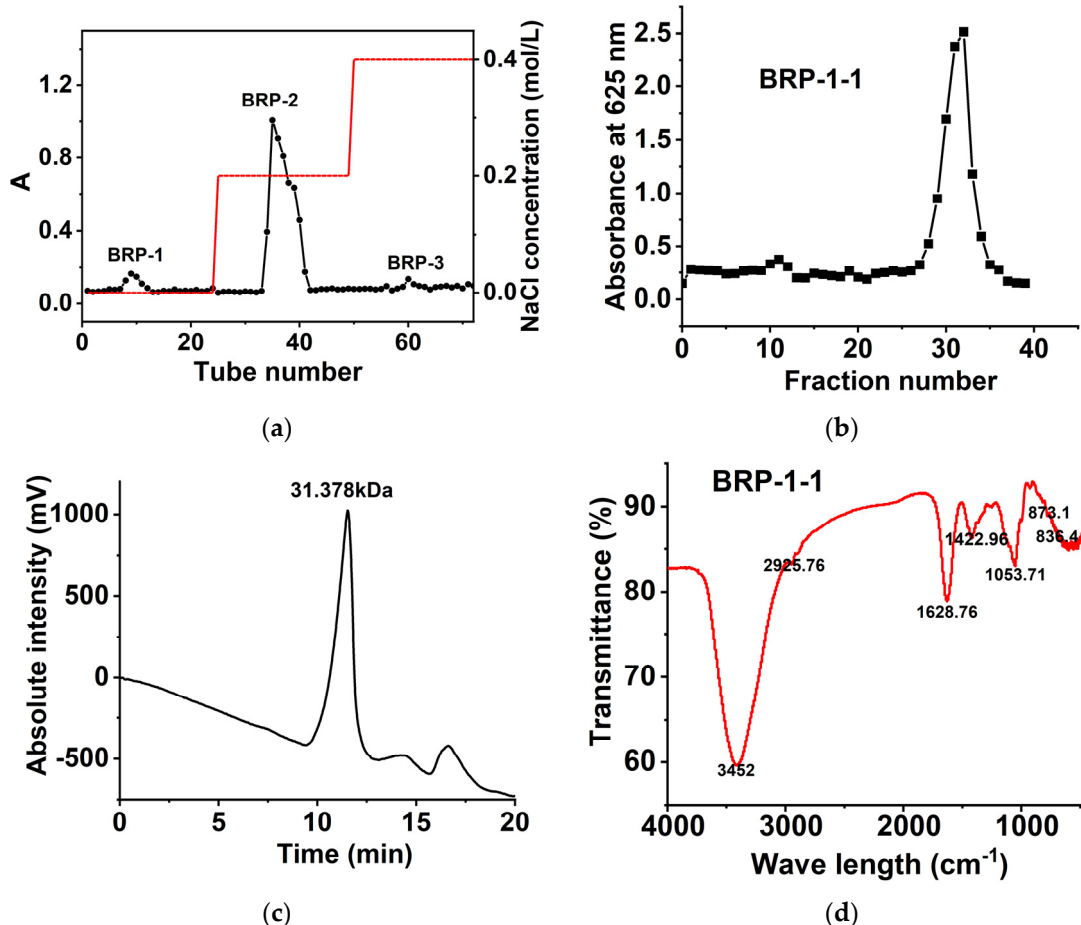 1.2
0.8
0.4
0.0
A
BRP-1
BRP-2
BRP-3
0.4
0.2
0.0
NaCl concentration (mol/L)
0
20
40
60
Tube number
(a)
2.5
2.0
1.5
1.0
0.5
0.0
Absorbance at 625 nm
BRP-1-1
0
10
20
30
40
Fraction number
(b)
1000
500
0
-500
Absolute intensity (mV)
31.378kDa
0
5
10
15
20
Time (min)
(c)
90
80
70
60
Transmittance (%)
BRP-1-1
3452
2925.76
1628.76
1422.96
1053.71
873.1
836.4
4000
3000
2000
1000
Wave length (cm⁻¹)
(d)